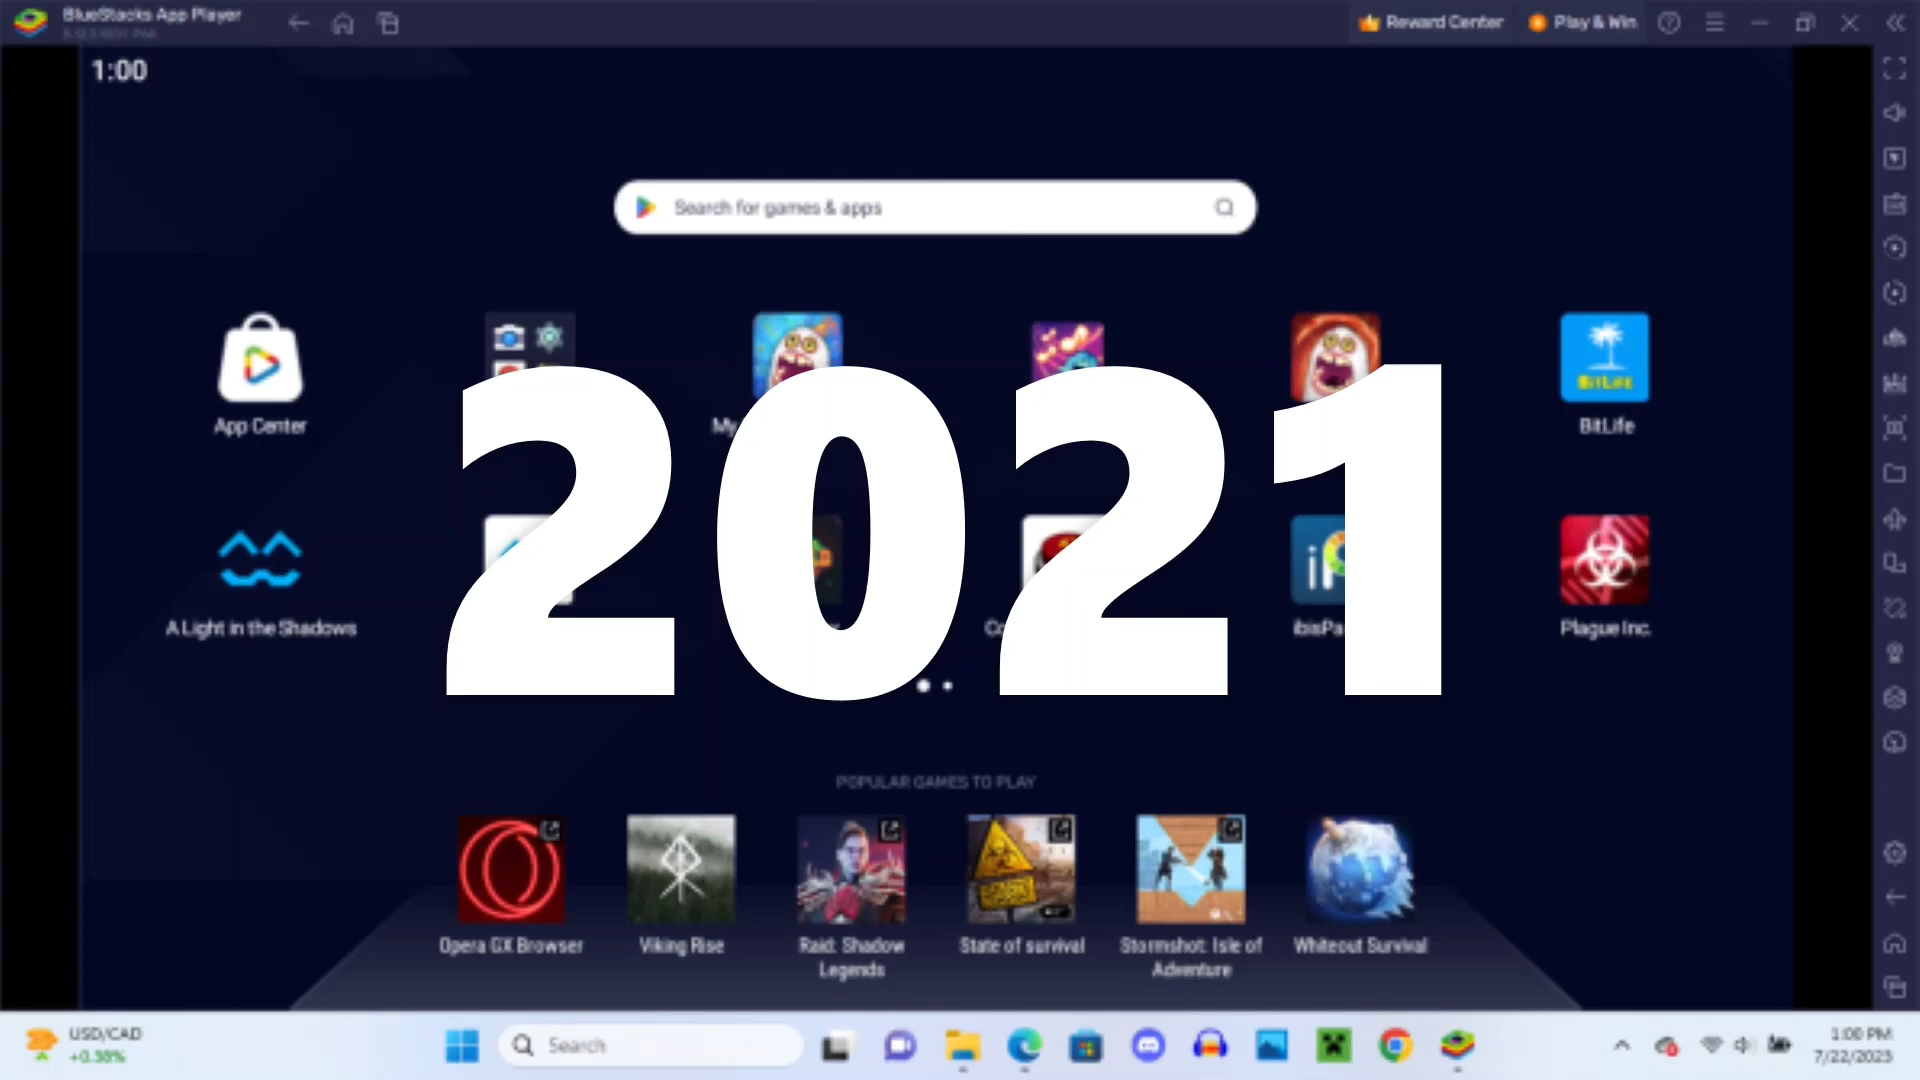 BlueStacks App Player
Reward Center
Play & Win
1:00
Search for games & apps
App Center
My
BitLife
2021
A Light in the Shadows
ibisPa
Plague Inc.
POPULAR GAMES TO PLAY
Opera GX Browser
Viking Rise
Raid: Shadow
Legends
State of survival
Stormshot: Isle of
Adventure
Whiteout Survival
USD/CAD
+0.38%
Search
1:00 PM
7/22/2023